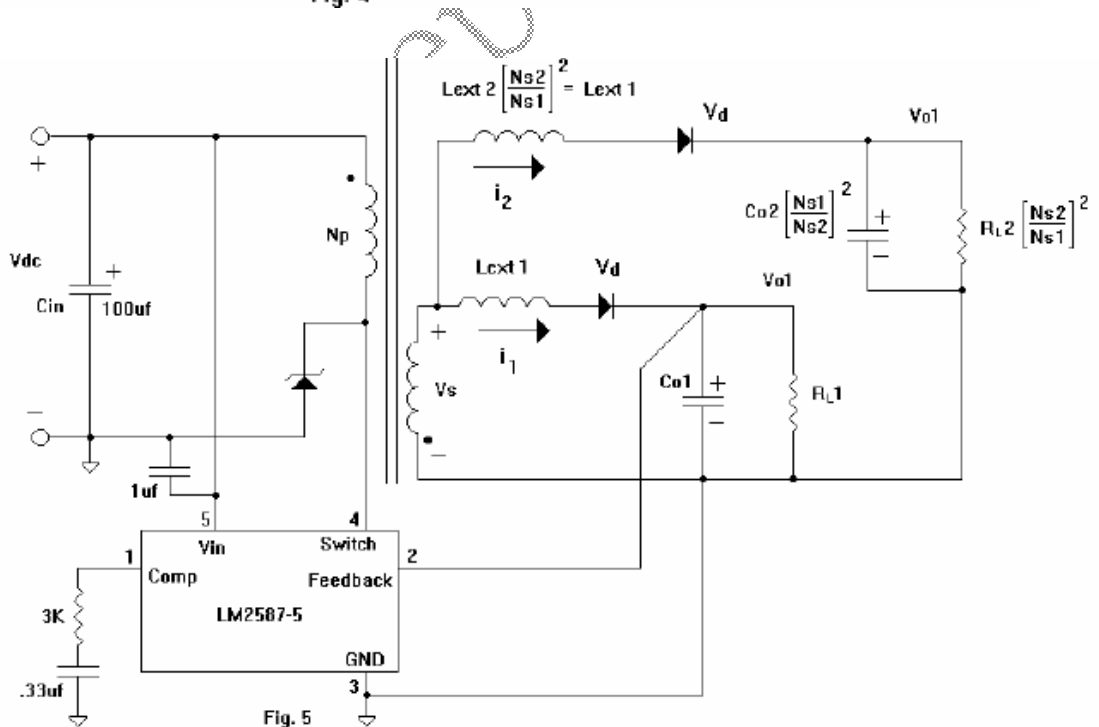 Lext 2 [Ns2/Ns1]² = Lext 1
Vd
Vo1
i2
+
Np
Co2 [Ns1/Ns2]²
+
−
RL2 [Ns2/Ns1]²
Vdc
+
Cin
100uf
Lext 1
Vd
Vo1
+
i1
Vs
Co1
+
−
RL1
−
−
1uf
5
4
Vin
Switch
1
2
Comp
Feedback
3K
LM2587-5
GND
.33uf
3
Fig. 5